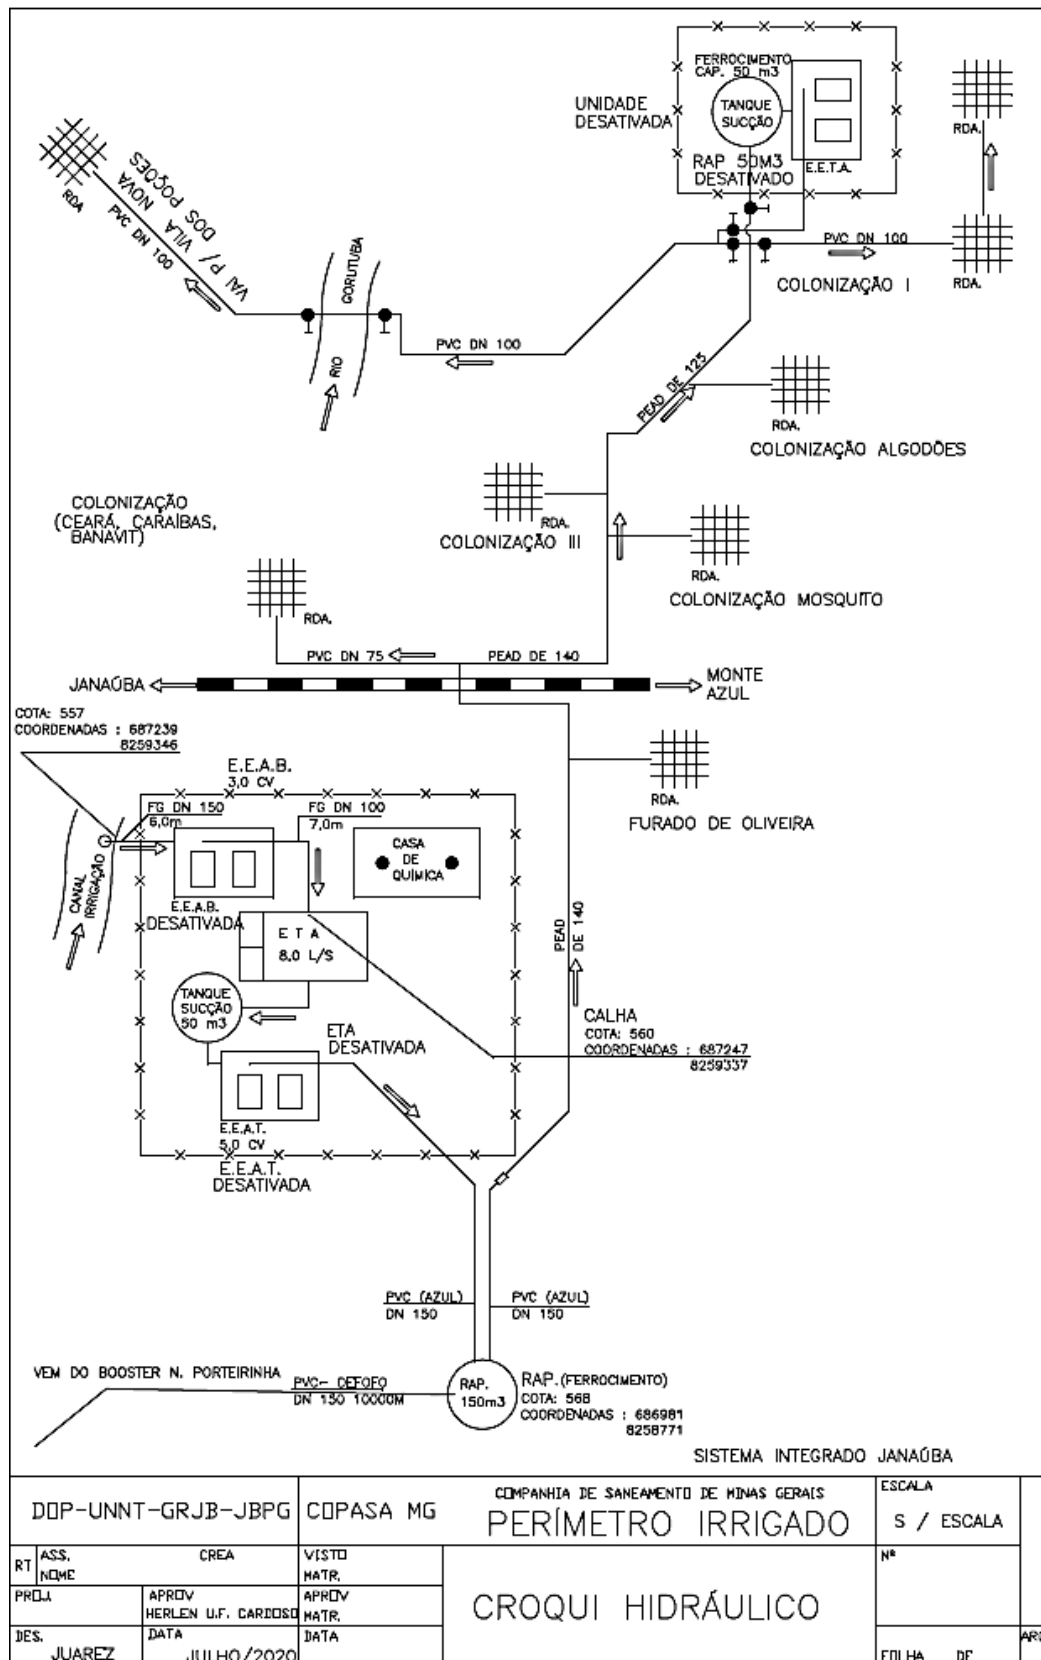 FERROCIMENTO
CAP. 50 m3
TANQUE
SUCÇÃO
UNIDADE
DESATIVADA
RAP 50M3
DESATIVADO
E.E.T.A.
RDA.
RDA.
PVC DN 100
COLONIZAÇÃO I
RDA
VAI P/ VILA NOVA
DOS POÇÕES
PVC DN 100
RIO
GORUTUBA
PVC DN 100
PEAD DE 125
RDA.
COLONIZAÇÃO ALGODÕES
COLONIZAÇÃO
(CEARÁ, CARAÍBAS,
BANAVIT)
RDA.
COLONIZAÇÃO III
RDA.
COLONIZAÇÃO MOSQUITO
RDA.
PVC DN 75
PEAD DE 140
JANAÚBA
MONTE
AZUL
COTA: 557
COORDENADAS : 687239
8259346
RDA.
FURADO DE OLIVEIRA
E.E.A.B.
3,0 CV
FG DN 150
6,0m
FG DN 100
7,0m
CASA
DE
QUÍMICA
CANAL
IRRIGAÇÃO
E.E.A.B.
DESATIVADA
E T A
8,0 L/S
PEAD
DE 140
TANQUE
SUCÇÃO
50 m3
ETA
DESATIVADA
CALHA
COTA: 560
COORDENADAS : 687247
8259337
E.E.A.T.
5,0 CV
E.E.A.T.
DESATIVADA
PVC (AZUL)
DN 150
PVC (AZUL)
DN 150
VEM DO BOOSTER N. PORTEIRINHA
PVC- DEFOFO
DN 150 10000M
RAP.
150m3
RAP.(FERROCIMENTO)
COTA: 568
COORDENADAS : 686981
8258771
SISTEMA INTEGRADO JANAÚBA
DOP-UNNT-GRJB-JBPG
COPASA MG
COMPANHIA DE SANEAMENTO DE MINAS GERAIS
PERÍMETRO IRRIGADO
ESCALA
S / ESCALA
RT
ASS.
NOME
CREA
VISTO
MATR.
Nº
PROJ.
APROV
HERLEN U.F. CARDOSO
APROV
MATR.
CROQUI HIDRÁULICO
DES.
JUAREZ
DATA
JULHO/2020
DATA
FOLHA DE